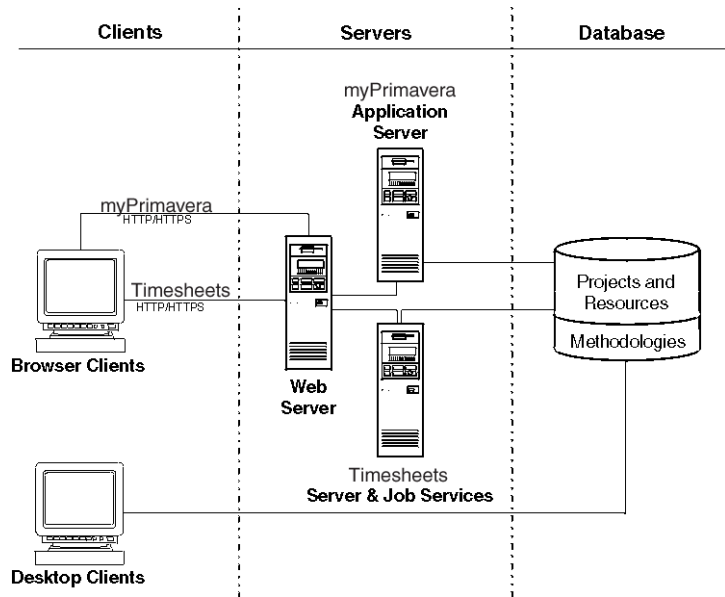 Clients
Servers
Database
myPrimavera
Application
Server
myPrimavera
HTTP/HTTPS
Timesheets
HTTP/HTTPS
Browser Clients
Web
Server
Projects and
Resources
Methodologies
Timesheets
Server & Job Services
Desktop Clients